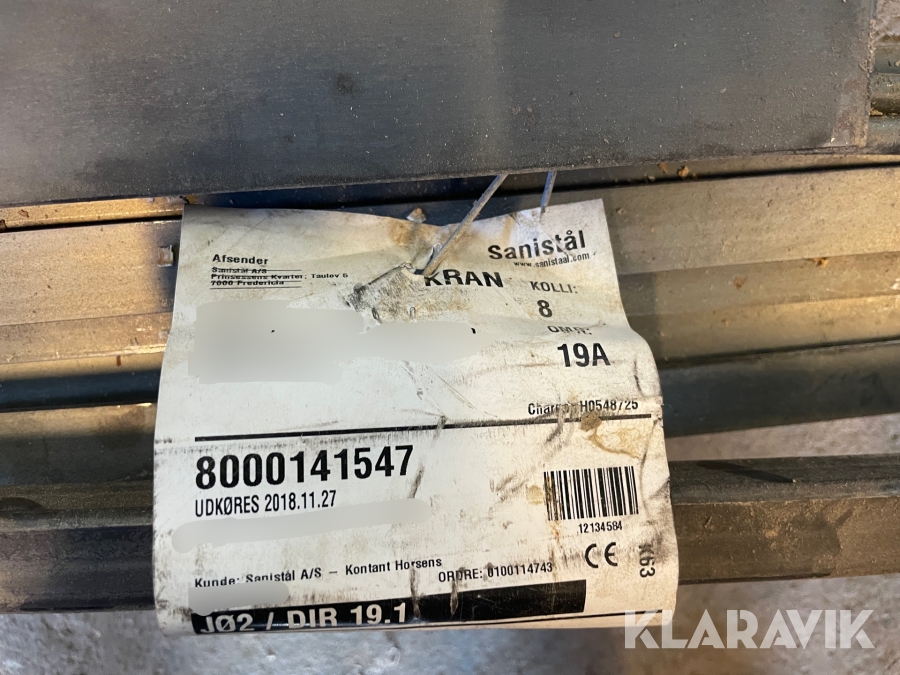 Afsender
Sanistål A/S
Prinsessens Kvarter; Taulov 5
7000 Fredericia
Sanistål
www.sanistaal.com
KRAN
KOLLI:
8
OMR:
19A
Charge H0548725
8000141547
UDKØRES 2018.11.27
12134584
CE
K63
Kunde: Sanistål A/S – Kontant Horsens
ORDRE: 0100114743
JØ2 / DIR 19.1
KLARAVIK